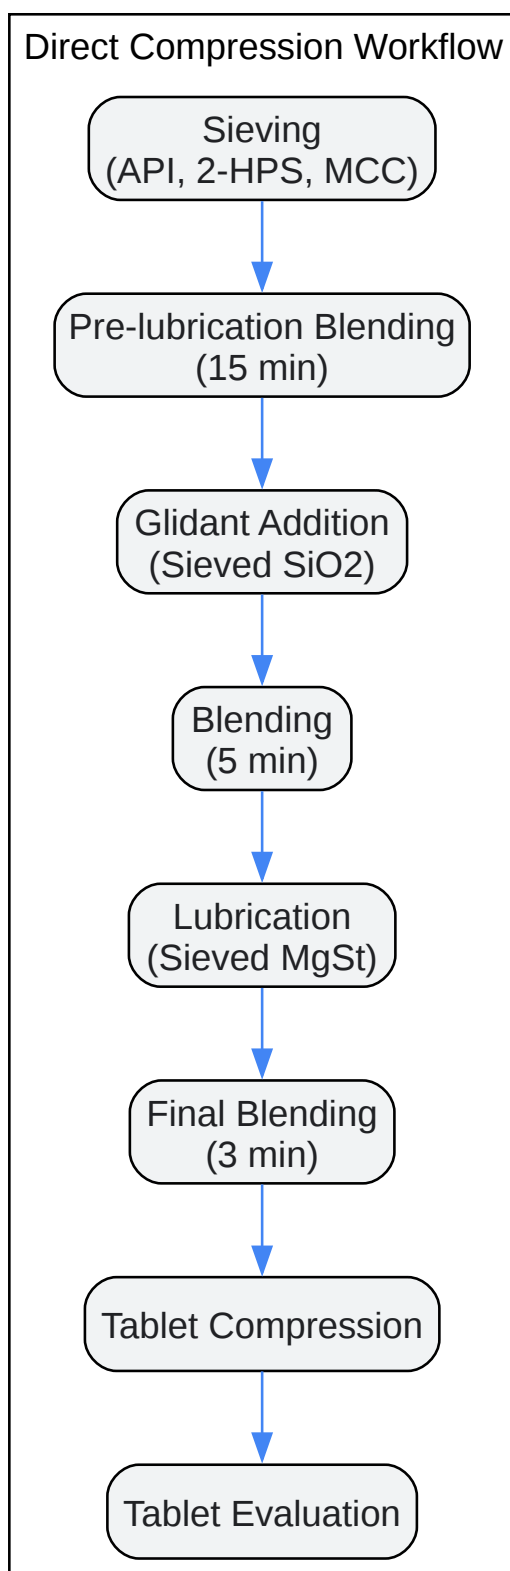 Direct Compression Workflow
Sieving
(API, 2-HPS, MCC)
Pre-lubrication Blending
(15 min)
Glidant Addition
(Sieved SiO2)
Blending
(5 min)
Lubrication
(Sieved MgSt)
Final Blending
(3 min)
Tablet Compression
Tablet Evaluation